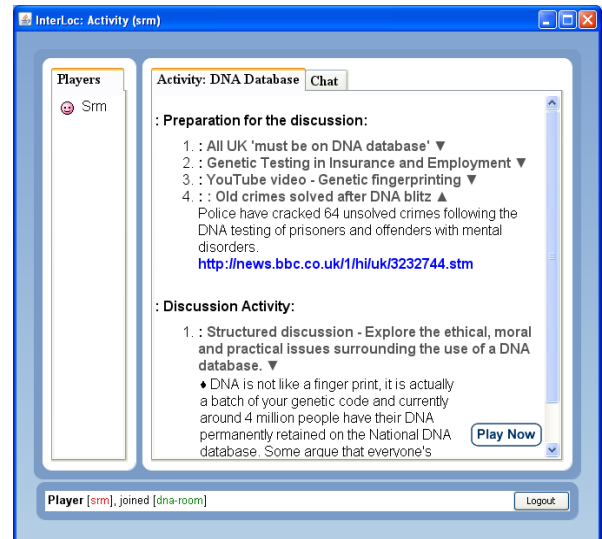 InterLoc: Activity (srm)
Players
Srm
Activity: DNA Database
Chat
: Preparation for the discussion:
1. : All UK 'must be on DNA database' ▼
2. : Genetic Testing in Insurance and Employment ▼
3. : YouTube video - Genetic fingerprinting ▼
4. : : Old crimes solved after DNA blitz ▲
Police have cracked 64 unsolved crimes following the
DNA testing of prisoners and offenders with mental
disorders.
http://news.bbc.co.uk/1/hi/uk/3232744.stm
: Discussion Activity:
1. : Structured discussion - Explore the ethical, moral
and practical issues surrounding the use of a DNA
database. ▼
♦ DNA is not like a finger print, it is actually
a batch of your genetic code and currently
around 4 million people have their DNA
permanently retained on the National DNA
database. Some argue that everyone's
Play Now
Player [srm], joined [dna-room]
Logout